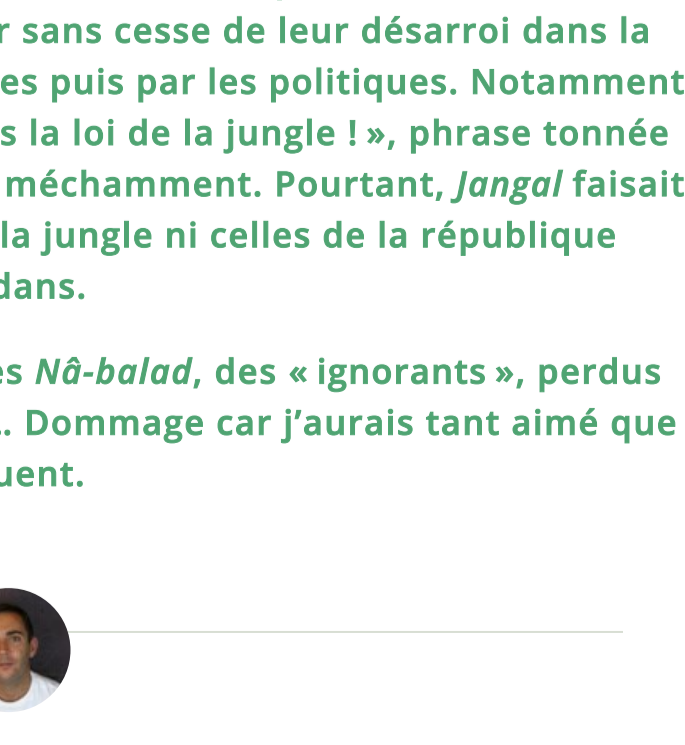 r sans cesse de leur désarroi dans la
es puis par les politiques. Notamment
s la loi de la jungle ! », phrase tonnée
méchamment. Pourtant, Jangal faisait
la jungle ni celles de la république
dans.
es Nâ-balad, des « ignorants », perdus
. Dommage car j’aurais tant aimé que
uent.